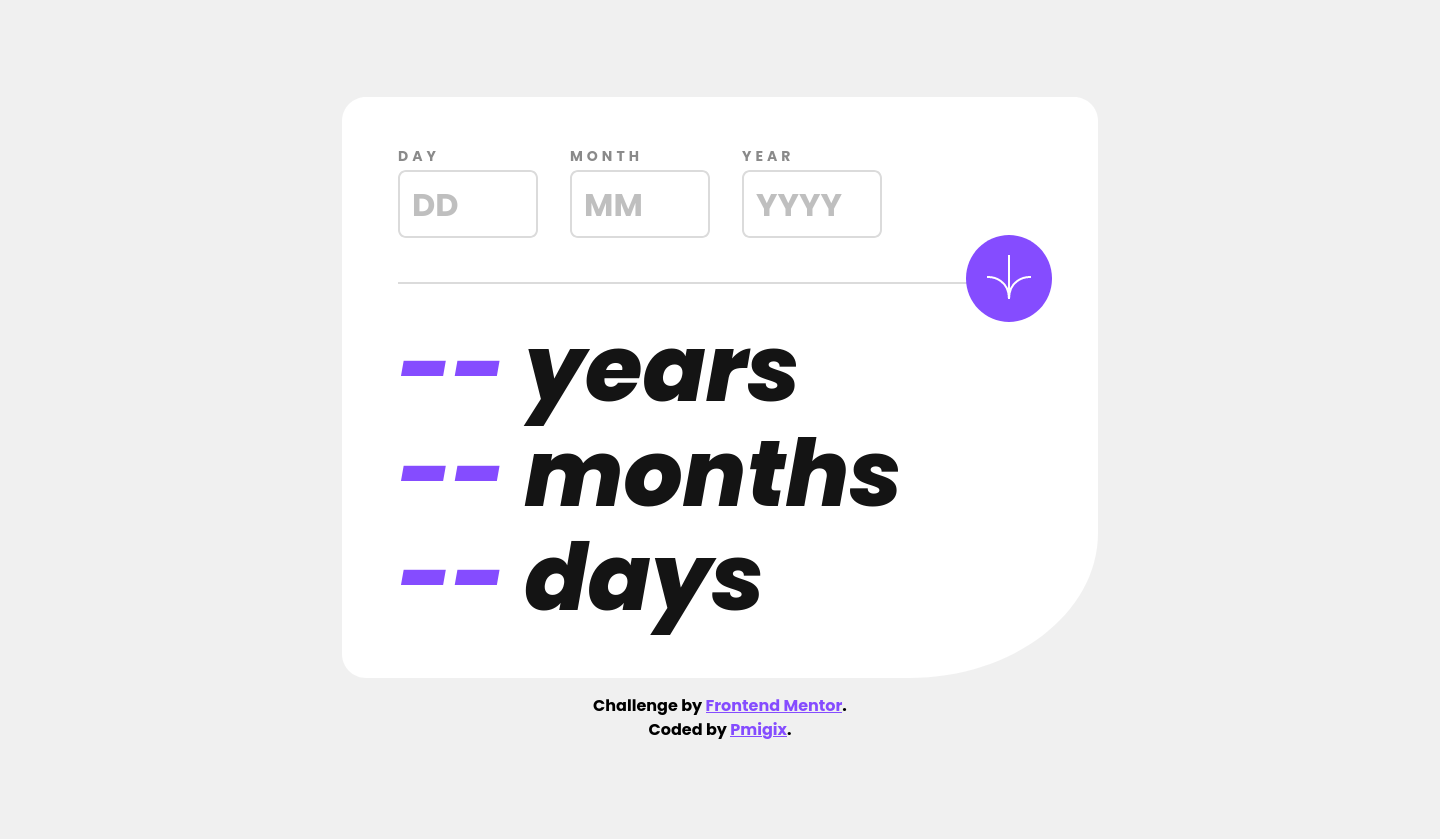 DAY MONTH YEAR
DD MM YYYY
-- years
-- months
-- days
Challenge by Frontend Mentor.
Coded by Pmigix.